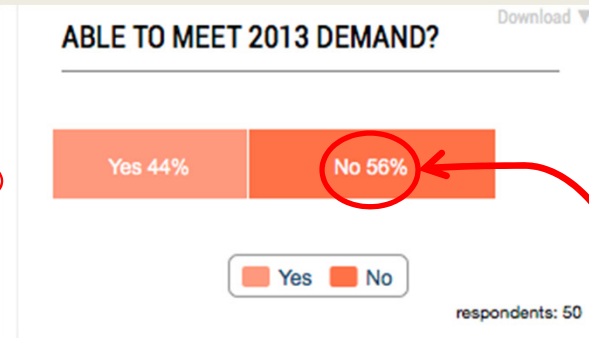 Download ▼
ABLE TO MEET 2013 DEMAND?
Yes 44% No 56%
Yes No
respondents: 50